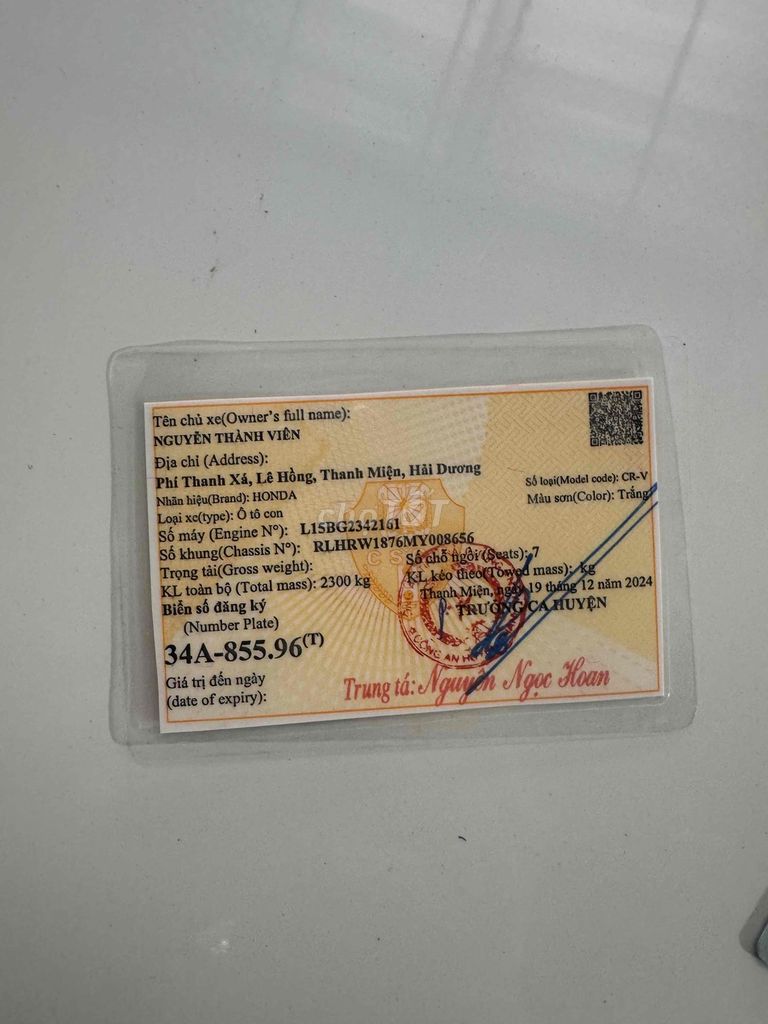 Tên chủ xe(Owner's full name):
NGUYỄN THÀNH VIÊN
Địa chỉ (Address):
Phí Thanh Xá, Lê Hồng, Thanh Miện, Hải Dương
Nhãn hiệu(Brand): HONDA
Số loại(Model code): CR-V
Loại xe(type): Ô tô con
Màu sơn(Color): Trắng
Số máy (Engine N°): L15BG2342161
Số khung(Chassis N°): RLHRW1876MY008656
Trọng tải(Gross weight):
Số chỗ ngồi (Seats): 7
KL toàn bộ (Total mass): 2300 kg
KL kéo theo(Towed mass): kg
Biển số đăng ký
Thanh Miện, ngày 19 tháng 12 năm 2024
(Number Plate)
TRƯỞNG CA HUYỆN
34A-855.96(T)
Giá trị đến ngày
(date of expiry):
Trung tá: Nguyễn Ngọc Hoan
chợTỐT